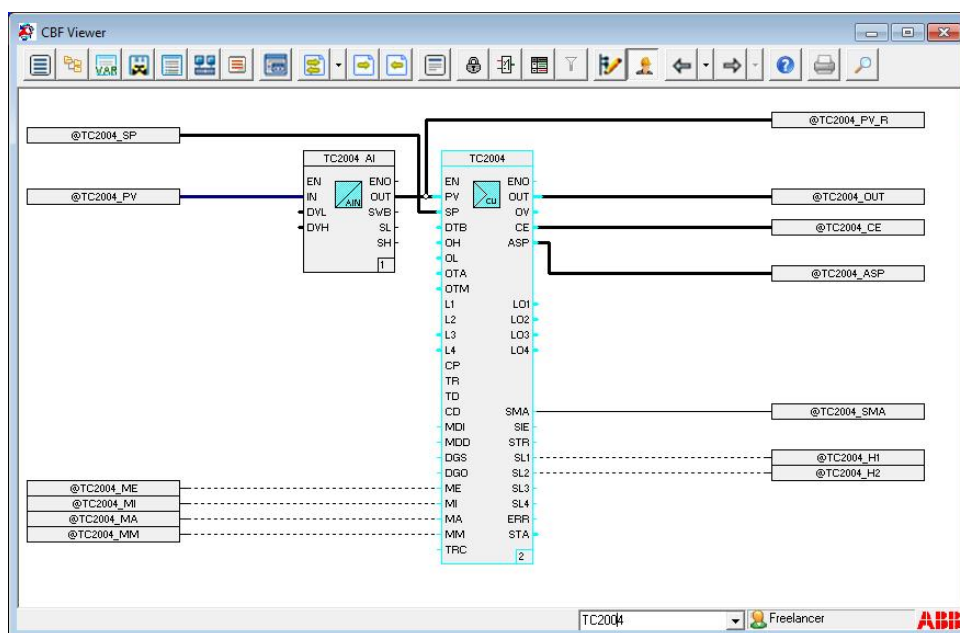 CBF Viewer
VAR
@TC2004_SP
@TC2004_PV
@TC2004_ME
@TC2004_MI
@TC2004_MA
@TC2004_MM
TC2004 AI
EN ENO
IN AIN OUT
DVL SWB
DVH SL
SH
1
TC2004
EN ENO
PV CU OUT
SP OV
DTB CE
OH ASP
OL
OTA
OTM
L1 LO1
L2 LO2
L3 LO3
L4 LO4
CP
TR
TD
CD SMA
MDI SIE
MDD STR
DGS SL1
DGO SL2
ME SL3
MI SL4
MA ERR
MM STA
TRC
2
@TC2004_PV_R
@TC2004_OUT
@TC2004_CE
@TC2004_ASP
@TC2004_SMA
@TC2004_H1
@TC2004_H2
TC2004
Freelancer
ABB